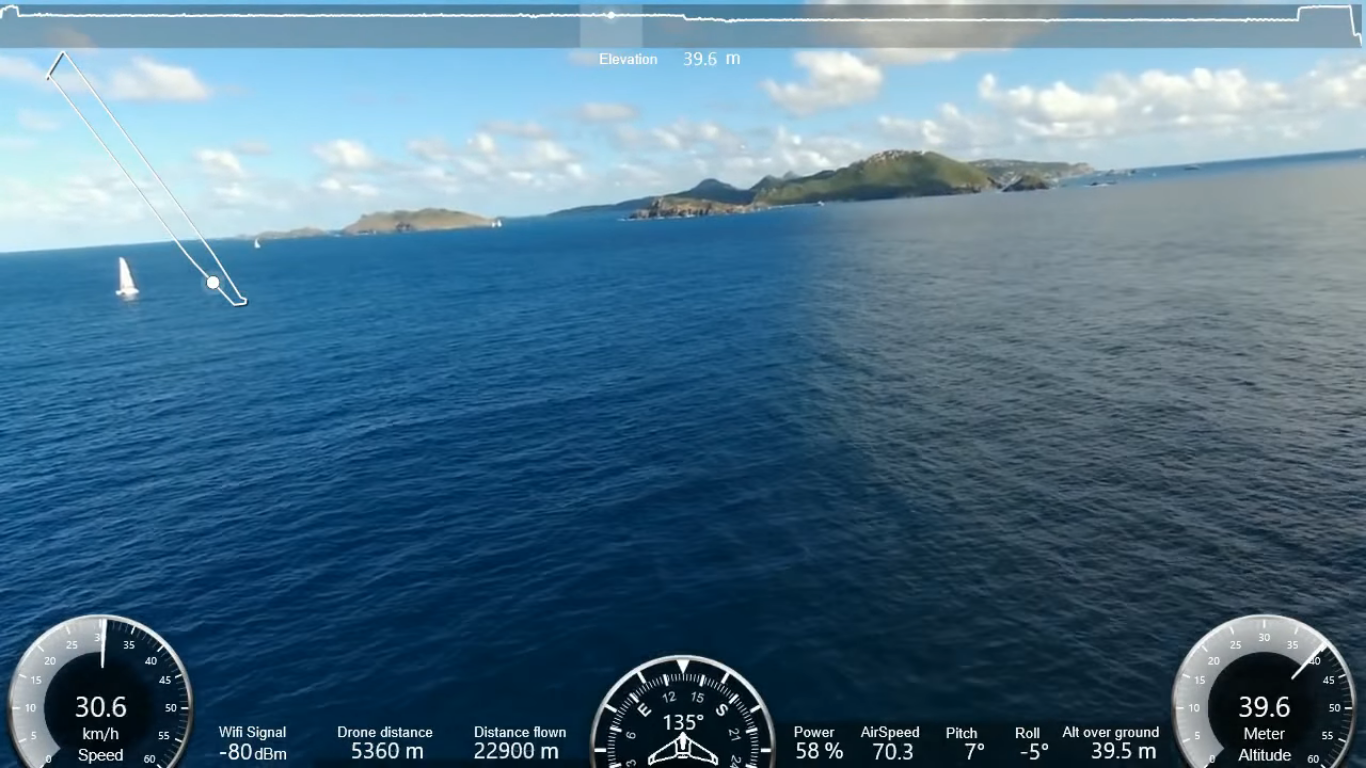 Elevation 39.6 m
0 5 10 15 20 25 30 35 40 45 50 55 60
30.6
km/h
Speed
Wifi Signal
-80 dBm
Drone distance
5360 m
Distance flown
22900 m
3 6 E 12 15 S 21 24
135°
Power
58 %
AirSpeed
70.3
Pitch
7°
Roll
-5°
Alt over ground
39.5 m
0 5 10 15 20 25 30 35 40 45 50 55 60
39.6
Meter
Altitude